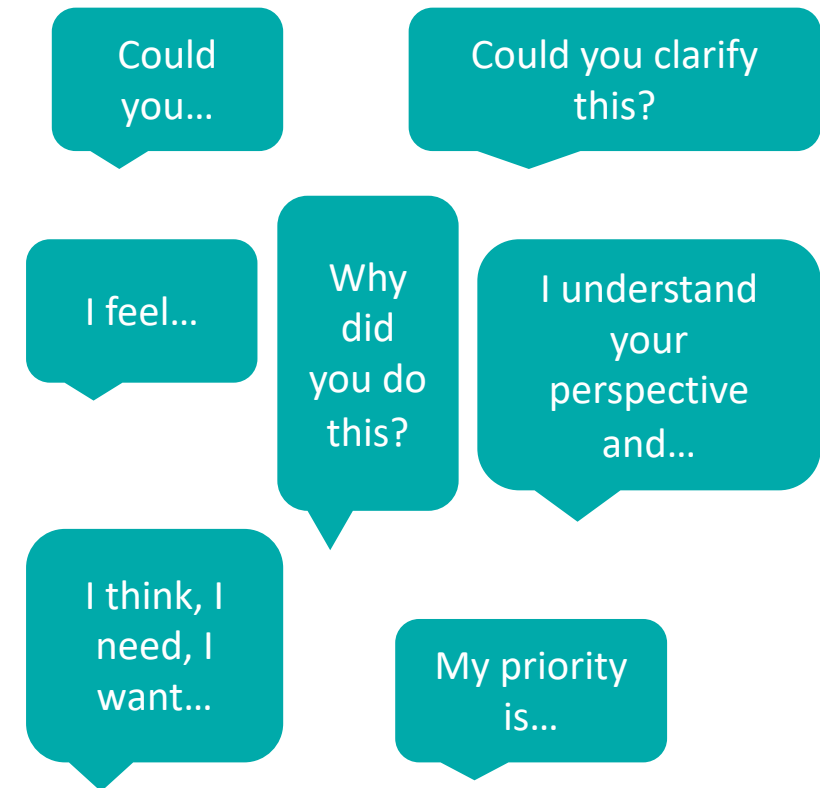 Could
you…
Could you clarify
this?
I feel…
Why
did
you do
this?
I understand
your
perspective
and…
I think, I
need, I
want…
My priority
is…